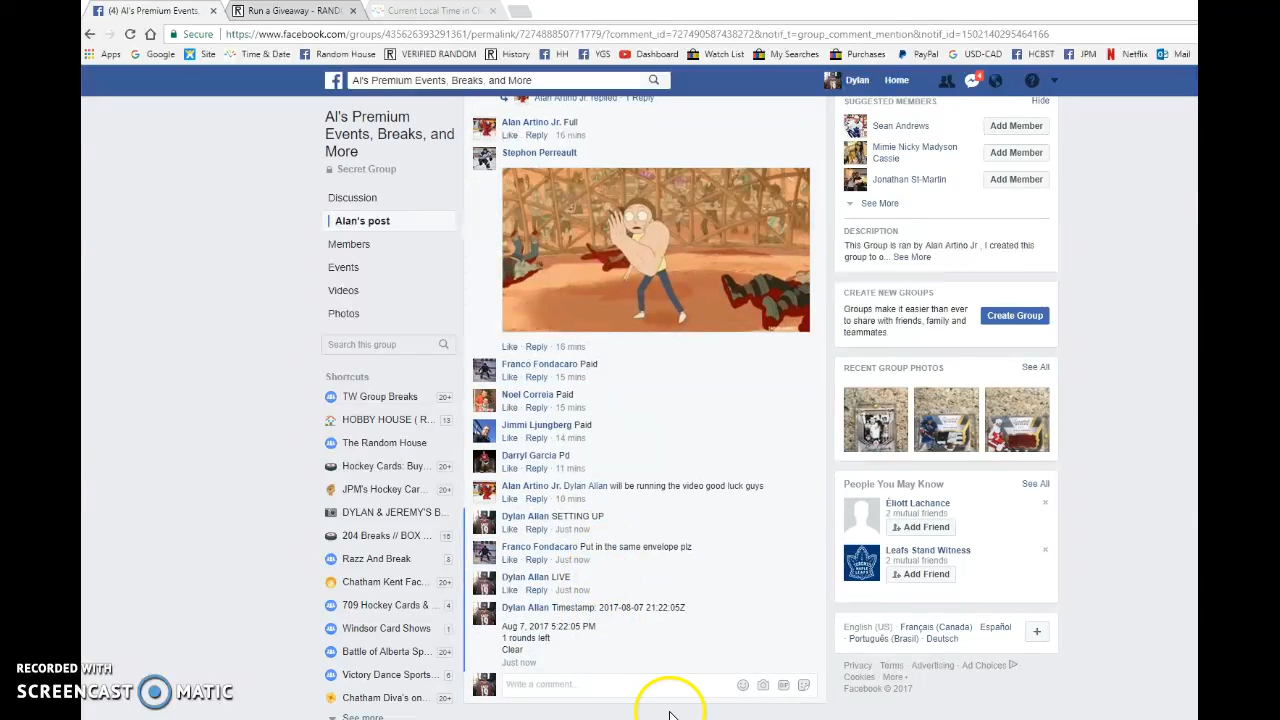 (4) Al's Premium Events,
Run a Giveaway - RAND
Current Local Time in Ch
Secure
https://www.facebook.com/groups/435626393291361/permalink/727488850771779/?comment_id=727490587438272&notif_t=group_comment_mention&notif_id=1502140295464166
Apps Google Site Time & Date Random House VERIFIED RANDOM History HH YGS Dashboard Watch List My Searches Purchases PayPal USD-CAD HCBST JPM Netflix Mail
Al's Premium Events, Breaks, and More
Dylan Home
4
Al's Premium
Events, Breaks, and
More
Secret Group
Discussion
Alan's post
Members
Events
Videos
Photos
Search this group
Shortcuts
TW Group Breaks 20+
HOBBY HOUSE ( R... 13
The Random House
Hockey Cards: Buy... 20+
JPM's Hockey Car... 20+
DYLAN & JEREMY'S B...
204 Breaks // BOX ... 15
Razz And Break 8
Chatham Kent Fac... 20+
709 Hockey Cards & ... 4
Windsor Card Shows 1
Battle of Alberta Sp... 20+
Victory Dance Sports... 6
Chatham Diva's on... 20+
See more
Alan Artino Jr. replied · 1 Reply
Alan Artino Jr. Full
Like · Reply · 16 mins
Stephon Perreault
Like · Reply · 16 mins
Franco Fondacaro Paid
Like · Reply · 15 mins
Noel Correia Paid
Like · Reply · 15 mins
Jimmi Ljungberg Paid
Like · Reply · 14 mins
Darryl Garcia Pd
Like · Reply · 11 mins
Alan Artino Jr. Dylan Allan will be running the video good luck guys
Like · Reply · 10 mins
Dylan Allan SETTING UP
Like · Reply · Just now
Franco Fondacaro Put in the same envelope plz
Like · Reply · Just now
Dylan Allan LIVE
Like · Reply · Just now
Dylan Allan Timestamp: 2017-08-07 21:22:05Z
Aug 7, 2017 5:22:05 PM
1 rounds left
Clear
Just now
Write a comment...
GIF
SUGGESTED MEMBERS Hide
Sean Andrews Add Member
Mimie Nicky Madyson
Cassie Add Member
Jonathan St-Martin Add Member
See More
DESCRIPTION
This Group is ran by Alan Artino Jr , I created this
group to o... See More
CREATE NEW GROUPS
Groups make it easier than ever
to share with friends, family and
teammates.
Create Group
RECENT GROUP PHOTOS See All
People You May Know See All
Éliott Lachance
2 mutual friends
Add Friend
Leafs Stand Witness
2 mutual friends
Add Friend
English (US) · Français (Canada) · Español ·
Português (Brasil) · Deutsch
Privacy · Terms · Advertising · Ad Choices
Cookies · More
Facebook © 2017
RECORDED WITH
SCREENCAST MATIC